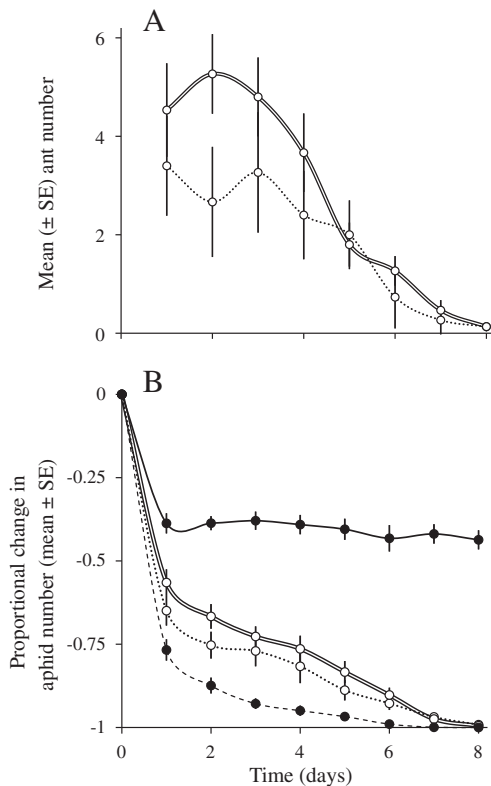 A
6
4
2
0
Mean (± SE) ant number
B
0
-0.25
-0.5
-0.75
-1
Proportional change in
aphid number (mean ± SE)
0 2 4 6 8
Time (days)